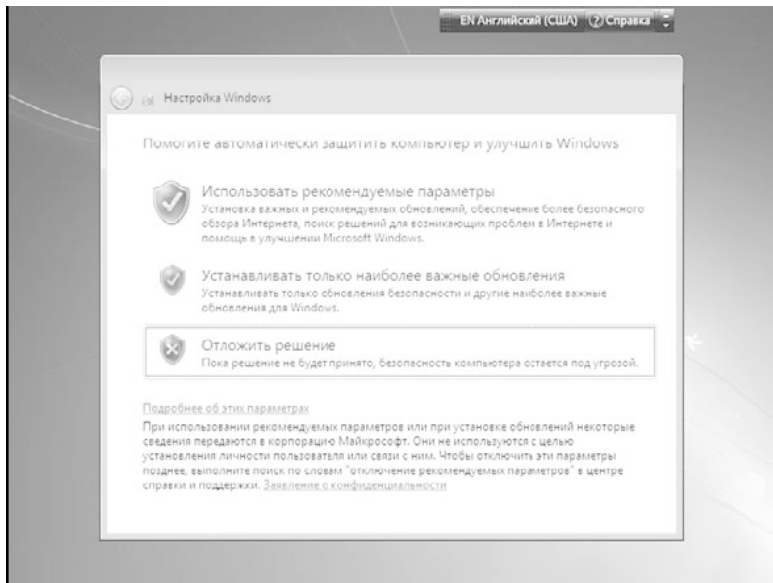 EN Английский (США) Справка
Настройка Windows
Помогите автоматически защитить компьютер и улучшить Windows
Использовать рекомендуемые параметры
Установка важных и рекомендуемых обновлений, обеспечение более безопасного
обзора Интернета, поиск решений для возникающих проблем в Интернете и
помощь в улучшении Microsoft Windows.
Устанавливать только наиболее важные обновления
Устанавливать только обновления безопасности и другие наиболее важные
обновления для Windows.
Отложить решение
Пока решение не будет принято, безопасность компьютера остается под угрозой.
Подробнее об этих параметрах
При использовании рекомендуемых параметров или при установке обновлений некоторые
сведения передаются в корпорацию Майкрософт. Они не используются с целью
установления личности пользователя или связи с ним. Чтобы отключить эти параметры
позднее, выполните поиск по словам "отключение рекомендуемых параметров" в центре
справки и поддержки. Заявление о конфиденциальности